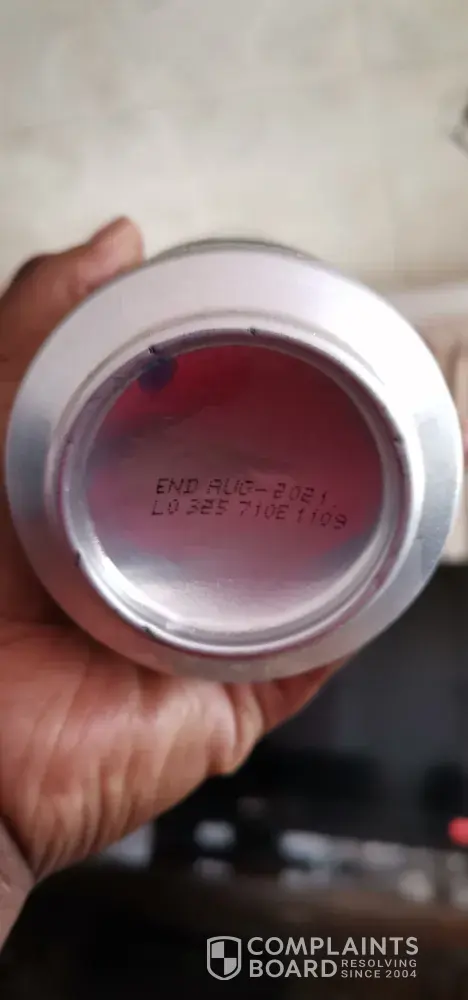 END AUG-2021
L0 325 710E 1109
COMPLAINTS
BOARD RESOLVING SINCE 2004